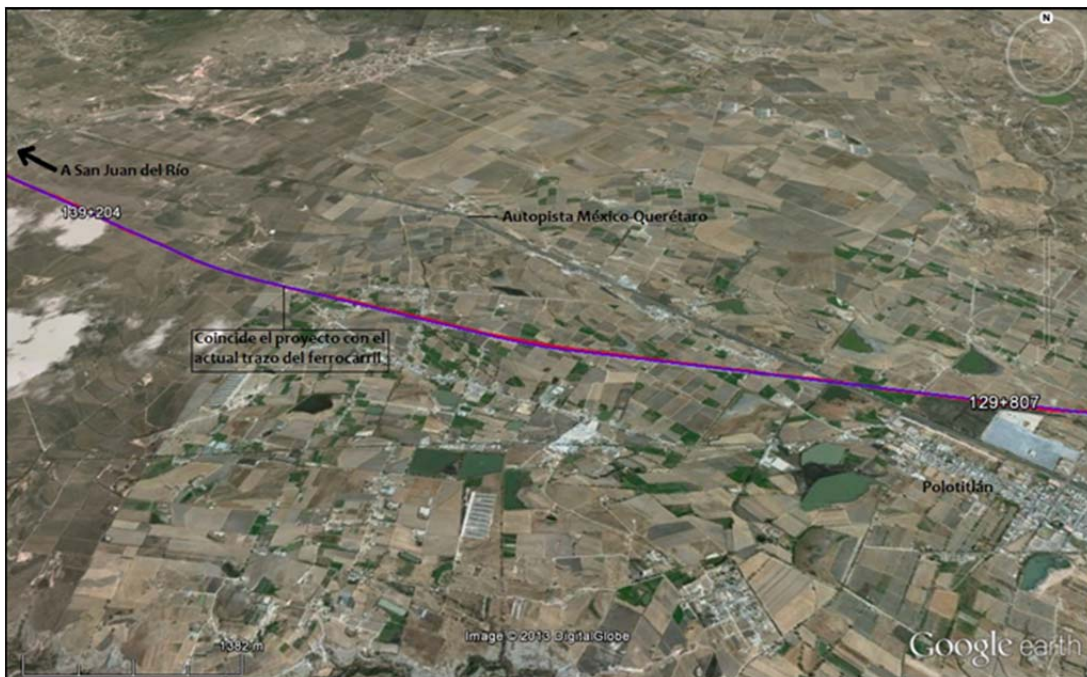 N
A San Juan del Río
139+204
Autopista México-Querétaro
Coincide el proyecto con el
actual trazo del ferrocarril.
129+807
Polotitlán
1382 m
Image © 2013 DigitalGlobe
Google earth